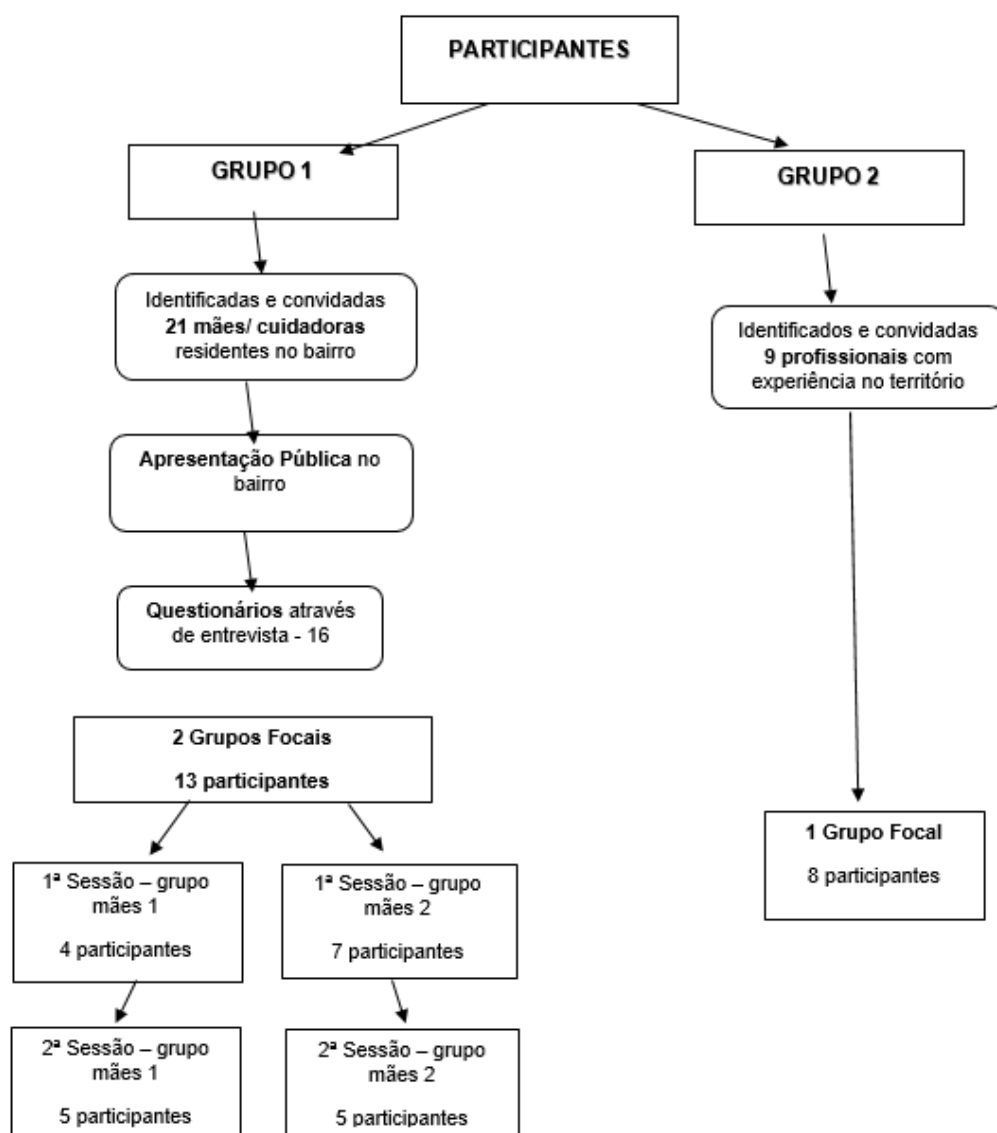 PARTICIPANTES
GRUPO 1
GRUPO 2
Identificadas e convidadas
21 mães/ cuidadoras
residentes no bairro
Identificados e convidadas
9 profissionais com
experiência no território
Apresentação Pública no
bairro
Questionários através
de entrevista - 16
2 Grupos Focais
13 participantes
1 Grupo Focal
8 participantes
1ª Sessão – grupo
mães 1
4 participantes
1ª Sessão – grupo
mães 2
7 participantes
2ª Sessão – grupo
mães 1
5 participantes
2ª Sessão – grupo
mães 2
5 participantes